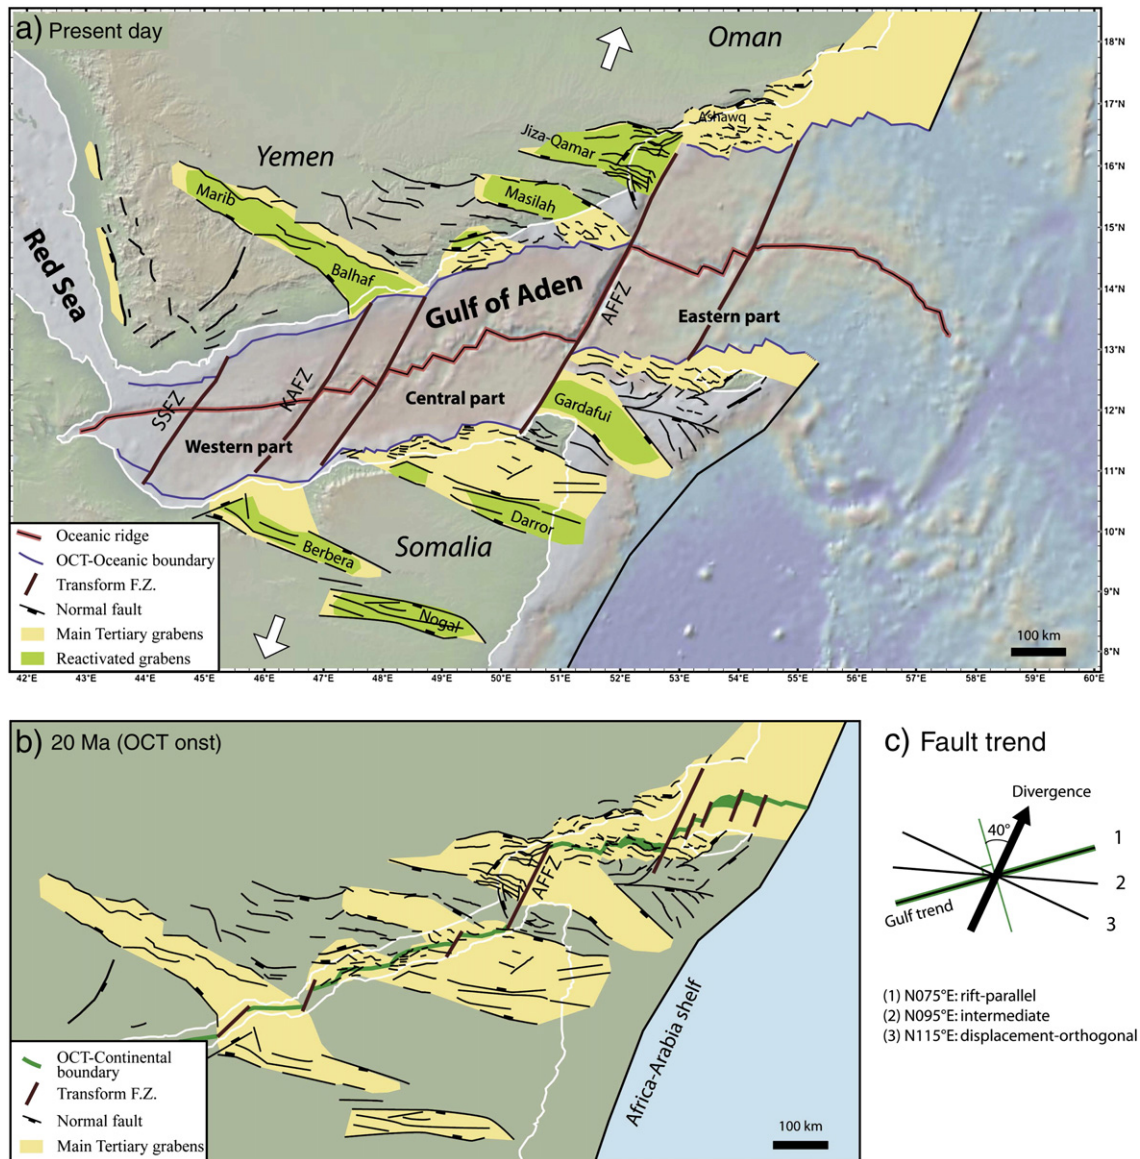 a) Present day
Oman
Yemen
Red Sea
Ashawq
Jiza-Qamar
Masilah
Marib
Balhaf
Gulf of Aden
AFFZ
Eastern part
SSFZ
KAFZ
Central part
Western part
Gardafui
Darror
Somalia
Berbera
Nogal
Oceanic ridge
OCT-Oceanic boundary
Transform F.Z.
Normal fault
Main Tertiary grabens
Reactivated grabens
100 km
18°N
17°N
16°N
15°N
14°N
13°N
12°N
11°N
10°N
9°N
8°N
42°E 43°E 44°E 45°E 46°E 47°E 48°E 49°E 50°E 51°E 52°E 53°E 54°E 55°E 56°E 57°E 58°E 59°E 60°E
b) 20 Ma (OCT onst)
AFFZ
Africa-Arabia shelf
OCT-Continental
boundary
Transform F.Z.
Normal fault
Main Tertiary grabens
100 km
c) Fault trend
Divergence
40°
1
2
3
Gulf trend
(1) N075°E: rift-parallel
(2) N095°E: intermediate
(3) N115°E: displacement-orthogonal